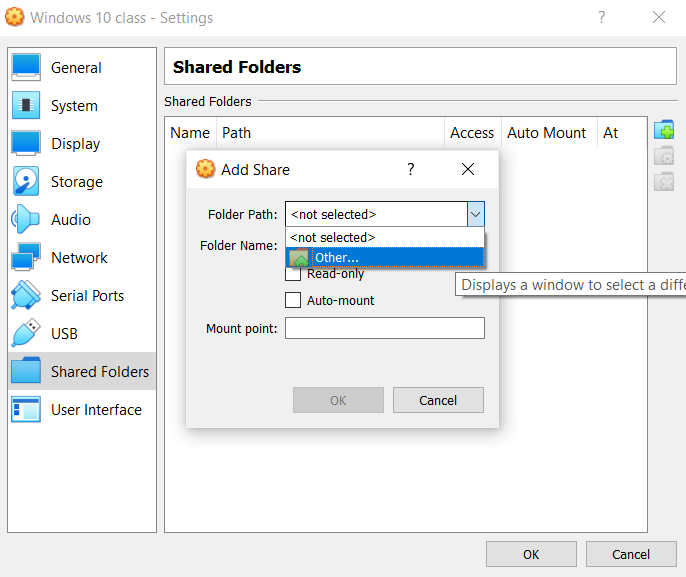 Windows 10 class - Settings
?
General
System
Display
Storage
Audio
Network
Serial Ports
USB
Shared Folders
User Interface
Shared Folders
Shared Folders
Name Path Access Auto Mount At
Add Share
?
Folder Path: <not selected>
<not selected>
Other...
Folder Name:
Read-only
Displays a window to select a diffe
Auto-mount
Mount point:
OK Cancel
OK Cancel